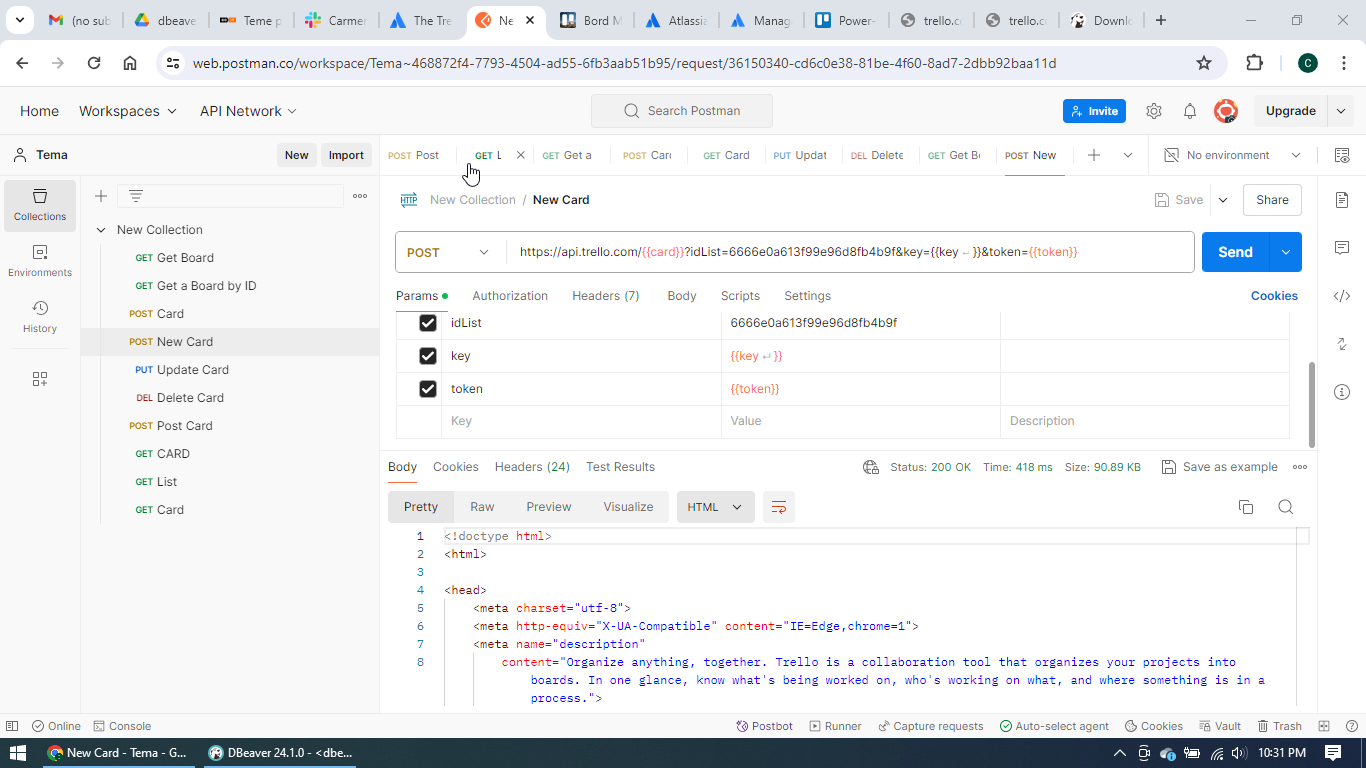 (no sub
dbeave
Teme p
Carmen
The Tre
Ne
Bord M
Atlassia
Manag
Power-
trello.c
trello.c
Downlo
web.postman.co/workspace/Tema~468872f4-7793-4504-ad55-6fb3aab51b95/request/36150340-cd6c0e38-81be-4f60-8ad7-2dbb92baa11d
C
Home Workspaces API Network Search Postman Invite Upgrade
Tema New Import
POST Post GET L GET Get a POST Card GET Card PUT Updat DEL Delete GET Get B POST New No environment
Collections
Environments
History
New Collection
GET Get Board
GET Get a Board by ID
POST Card
POST New Card
PUT Update Card
DEL Delete Card
POST Post Card
GET CARD
GET List
GET Card
HTTP New Collection / New Card Save Share
POST https://api.trello.com/{{card}}?idList=6666e0a613f99e96d8fb4b9f&key={{key ↵ }}&token={{token}} Send
Params Authorization Headers (7) Body Scripts Settings Cookies
idList 6666e0a613f99e96d8fb4b9f
key {{key ↵ }}
token {{token}}
Key Value Description
Body Cookies Headers (24) Test Results Status: 200 OK Time: 418 ms Size: 90.89 KB Save as example
Pretty Raw Preview Visualize HTML
1 <!doctype html>
2 <html>
3
4 <head>
5 <meta charset="utf-8">
6 <meta http-equiv="X-UA-Compatible" content="IE=Edge,chrome=1">
7 <meta name="description"
8 content="Organize anything, together. Trello is a collaboration tool that organizes your projects into
boards. In one glance, know what's being worked on, who's working on what, and where something is in a
process.">
Online Console Postbot Runner Capture requests Auto-select agent Cookies Vault Trash
New Card - Tema - G... DBeaver 24.1.0 - <dbe... 10:31 PM